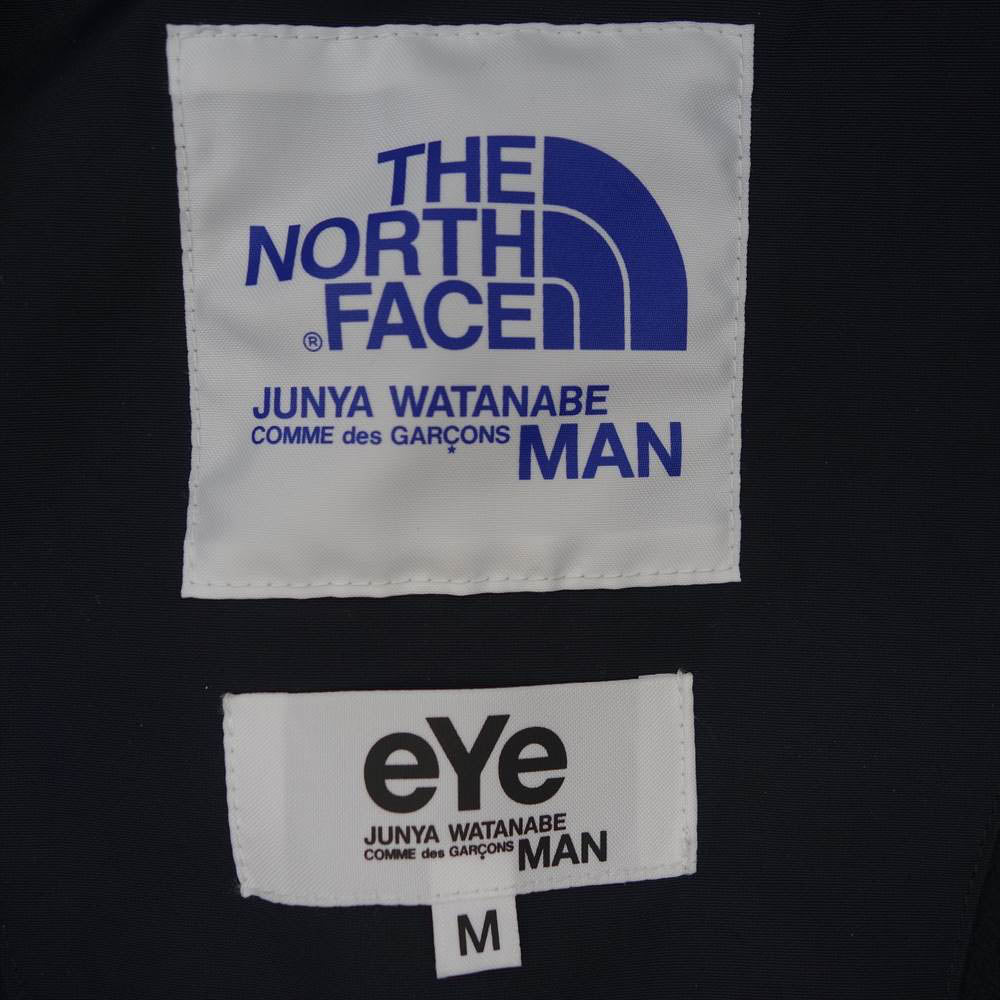 THE
NORTH
® FACE
JUNYA WATANABE
COMME des GARÇONS MAN
eYe
JUNYA WATANABE
COMME des GARÇONS MAN
M